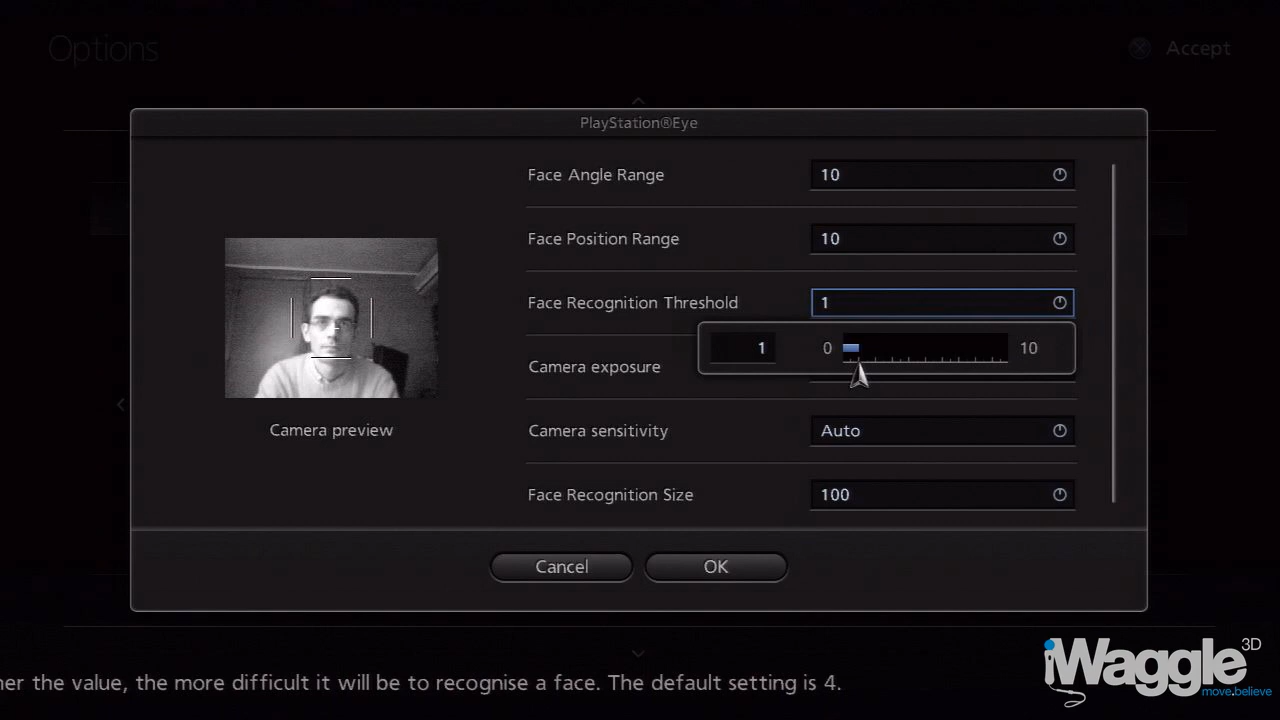 Options
Accept
PlayStation®Eye
Face Angle Range 10
Face Position Range 10
Face Recognition Threshold 1
1 0 10
Camera exposure
Camera preview
Camera sensitivity Auto
Face Recognition Size 100
Cancel OK
the value, the more difficult it will be to recognise a face. The default setting is 4.
iWaggle 3D
move.believe